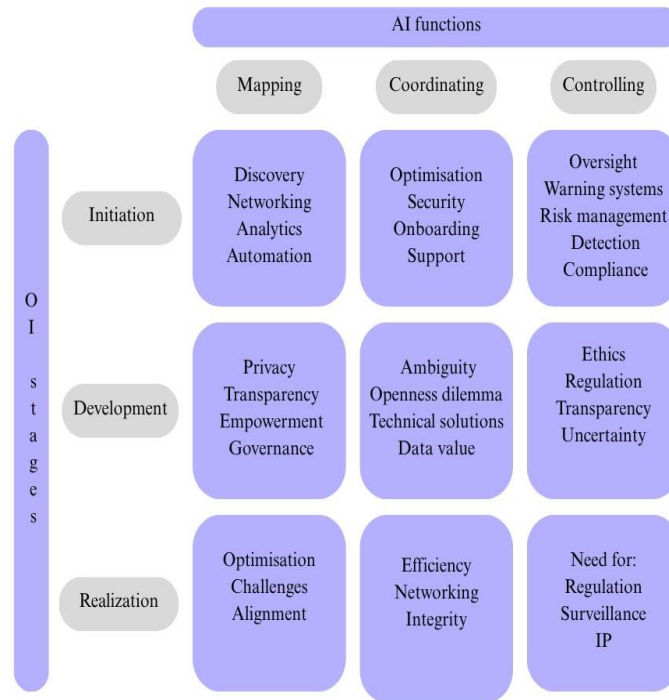 AI functions
Mapping
Coordinating
Controlling
OI stages
Initiation
Discovery
Networking
Analytics
Automation
Optimisation
Security
Onboarding
Support
Oversight
Warning systems
Risk management
Detection
Compliance
Development
Privacy
Transparency
Empowerment
Governance
Ambiguity
Openness dilemma
Technical solutions
Data value
Ethics
Regulation
Transparency
Uncertainty
Realization
Optimisation
Challenges
Alignment
Efficiency
Networking
Integrity
Need for:
Regulation
Surveillance
IP